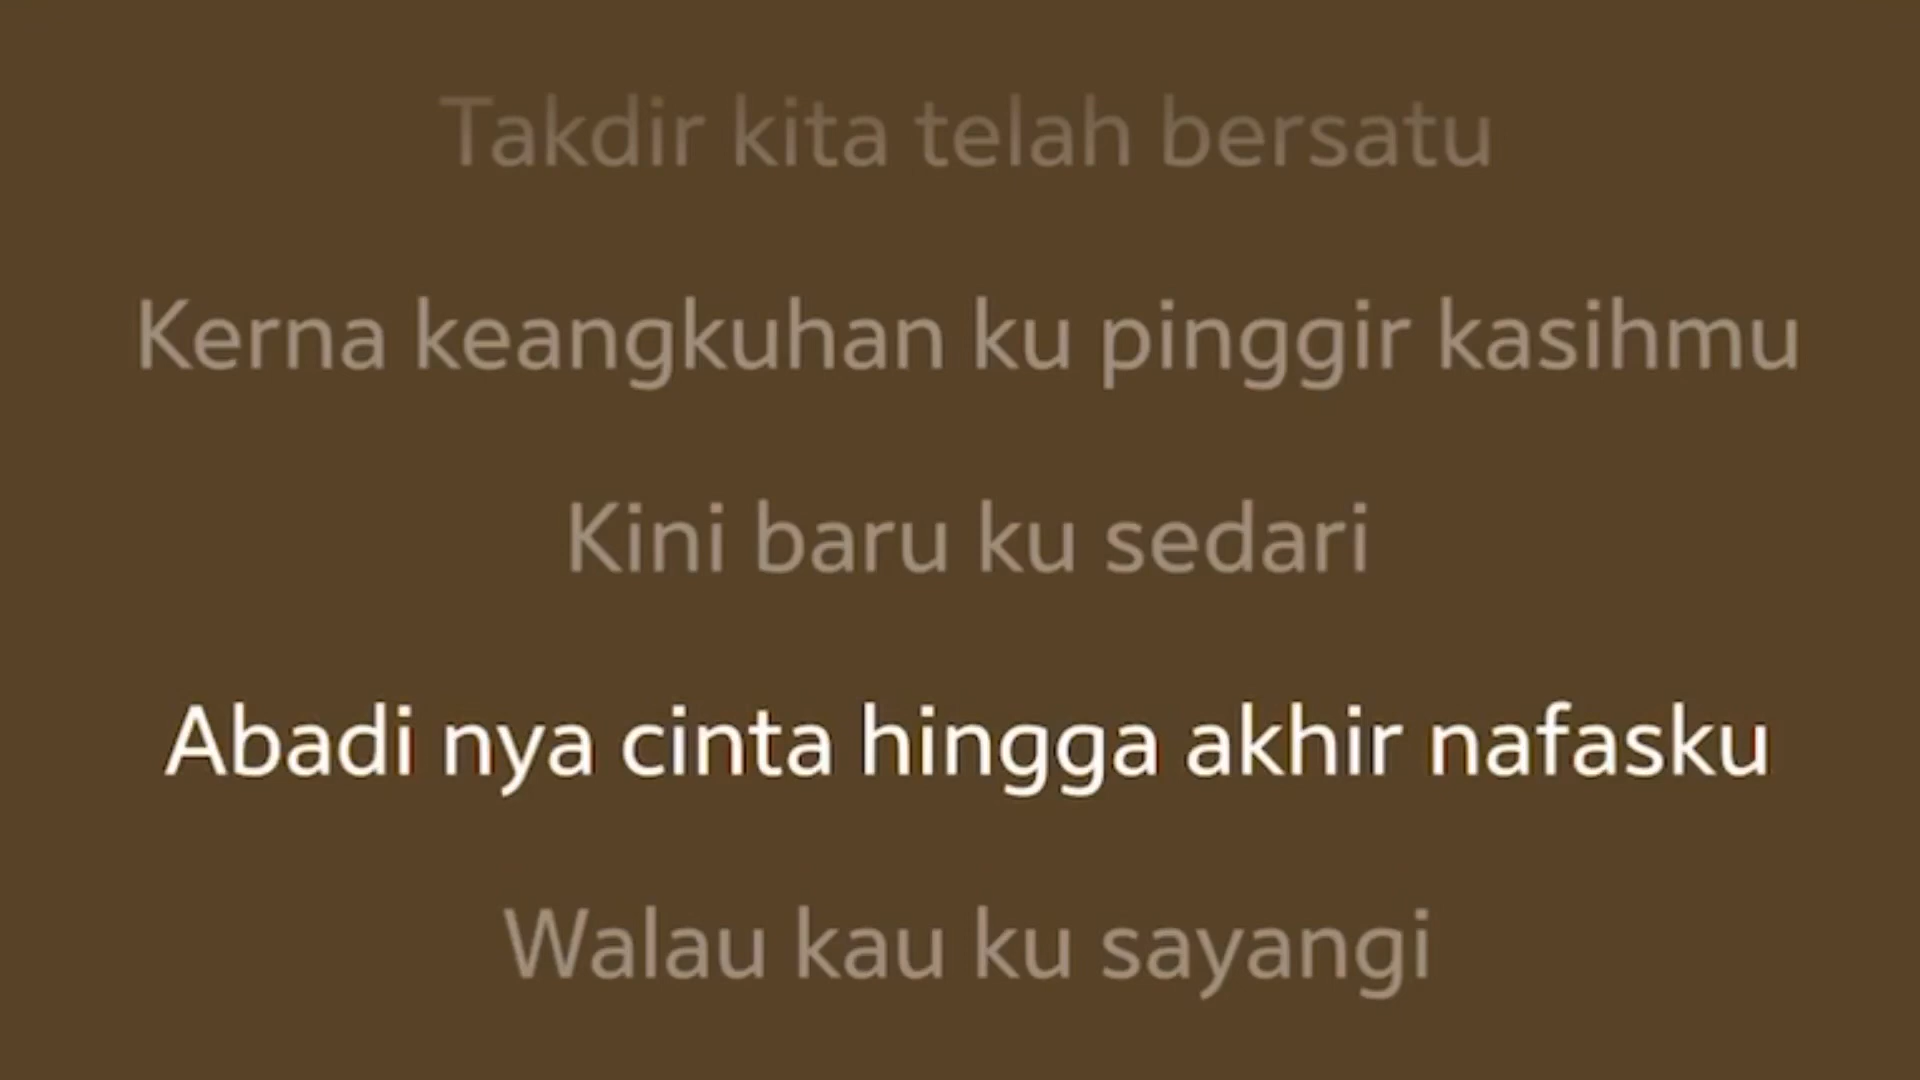 Takdir kita telah bersatu
Kerna keangkuhan ku pinggir kasihmu
Kini baru ku sedari
Abadi nya cinta hingga akhir nafasku
Walau kau ku sayangi